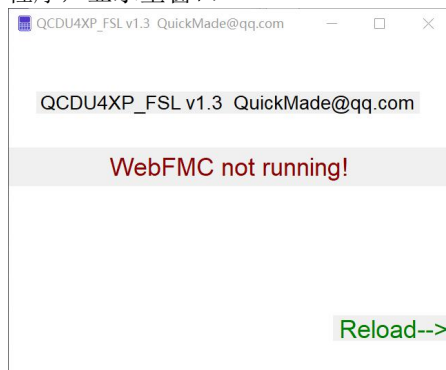 QCDU4XP_FSL v1.3 QuickMade@qq.com
QCDU4XP_FSL v1.3 QuickMade@qq.com
WebFMC not running!
Reload-->